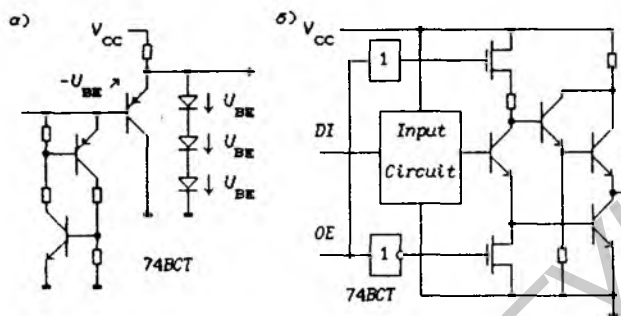 а)
V CC
-U BE
U BE
U BE
U BE
74BCT
б)
V CC
1
DI
Input
Circuit
OE
1
74BCT